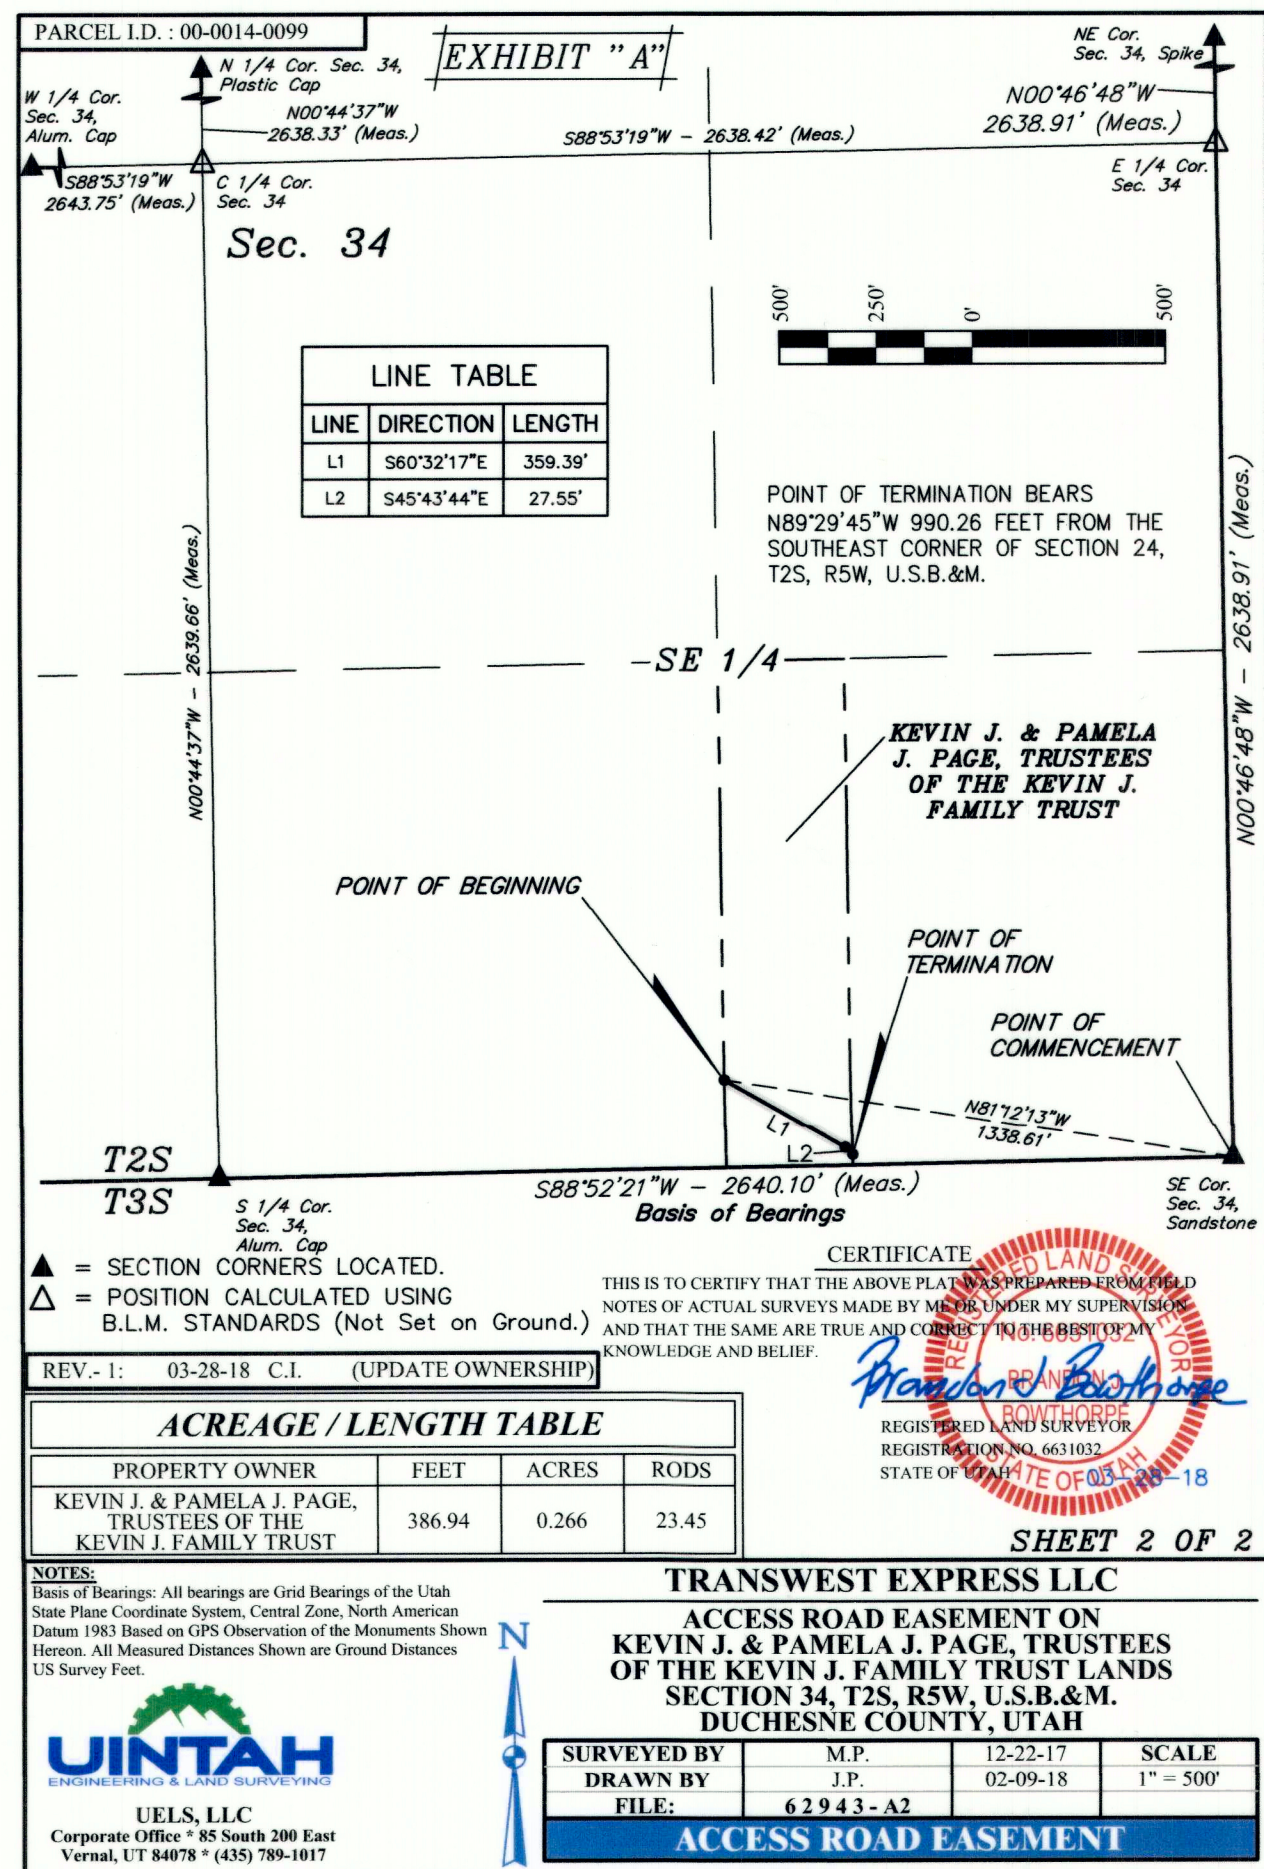 PARCEL I.D. : 00-0014-0099
EXHIBIT "A"
NE Cor.
Sec. 34, Spike
N 1/4 Cor. Sec. 34,
Plastic Cap
W 1/4 Cor.
Sec. 34,
Alum. Cap
N00°44'37"W
2638.33' (Meas.)
S88°53'19"W - 2638.42' (Meas.)
N00°46'48"W
2638.91' (Meas.)
S88°53'19"W
2643.75' (Meas.)
C 1/4 Cor.
Sec. 34
E 1/4 Cor.
Sec. 34
Sec. 34
500' 250' 0' 500'
LINE TABLE
LINE DIRECTION LENGTH
L1 S60°32'17"E 359.39'
L2 S45°43'44"E 27.55'
POINT OF TERMINATION BEARS
N89°29'45"W 990.26 FEET FROM THE
SOUTHEAST CORNER OF SECTION 24,
T2S, R5W, U.S.B.&M.
N00°44'37"W - 2639.66' (Meas.)
N00°46'48"W - 2638.91' (Meas.)
SE 1/4
KEVIN J. & PAMELA
J. PAGE, TRUSTEES
OF THE KEVIN J.
FAMILY TRUST
POINT OF BEGINNING
POINT OF
TERMINATION
POINT OF
COMMENCEMENT
N81°12'13"W
1338.61'
L1
L2
T2S
T3S
S88°52'21"W - 2640.10' (Meas.)
Basis of Bearings
S 1/4 Cor.
Sec. 34,
Alum. Cap
SE Cor.
Sec. 34,
Sandstone
▲ = SECTION CORNERS LOCATED.
△ = POSITION CALCULATED USING
B.L.M. STANDARDS (Not Set on Ground.)
CERTIFICATE
THIS IS TO CERTIFY THAT THE ABOVE PLAT WAS PREPARED FROM FIELD
NOTES OF ACTUAL SURVEYS MADE BY ME OR UNDER MY SUPERVISION
AND THAT THE SAME ARE TRUE AND CORRECT TO THE BEST OF MY
KNOWLEDGE AND BELIEF.
REGISTERED LAND SURVEYOR
No. 6631032
BRANDON J.
BOWTHORPE
STATE OF UTAH
Brandon J Bowthorpe
REGISTERED LAND SURVEYOR
REGISTRATION NO. 6631032
STATE OF UTAH
03-28-18
REV.- 1: 03-28-18 C.I. (UPDATE OWNERSHIP)
ACREAGE / LENGTH TABLE
PROPERTY OWNER FEET ACRES RODS
KEVIN J. & PAMELA J. PAGE,
TRUSTEES OF THE
KEVIN J. FAMILY TRUST
386.94 0.266 23.45
SHEET 2 OF 2
NOTES:
Basis of Bearings: All bearings are Grid Bearings of the Utah
State Plane Coordinate System, Central Zone, North American
Datum 1983 Based on GPS Observation of the Monuments Shown
Hereon. All Measured Distances Shown are Ground Distances
US Survey Feet.
N
UINTAH
ENGINEERING & LAND SURVEYING
UELS, LLC
Corporate Office * 85 South 200 East
Vernal, UT 84078 * (435) 789-1017
TRANSWEST EXPRESS LLC
ACCESS ROAD EASEMENT ON
KEVIN J. & PAMELA J. PAGE, TRUSTEES
OF THE KEVIN J. FAMILY TRUST LANDS
SECTION 34, T2S, R5W, U.S.B.&M.
DUCHESNE COUNTY, UTAH
SURVEYED BY M.P. 12-22-17 SCALE
DRAWN BY J.P. 02-09-18 1" = 500'
FILE: 62943-A2
ACCESS ROAD EASEMENT